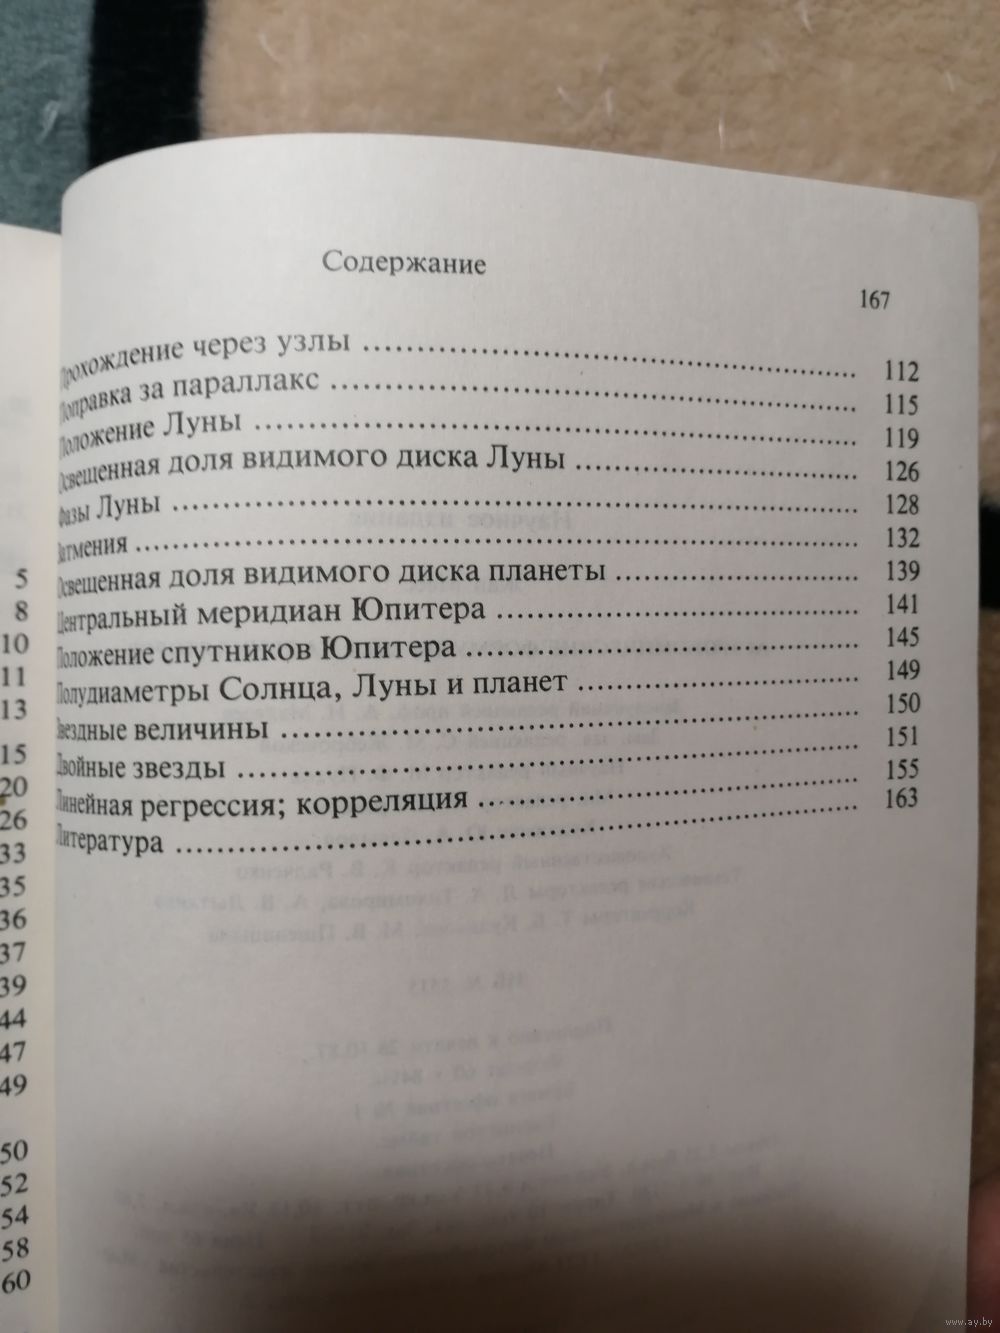 Содержание
167
Прохождение через узлы 112
Поправка за параллакс 115
Положение Луны 119
Освещенная доля видимого диска Луны 126
Фазы Луны 128
Затмения 132
Освещенная доля видимого диска планеты 139
Центральный меридиан Юпитера 141
Положение спутников Юпитера 145
Полудиаметры Солнца, Луны и планет 149
Звездные величины 150
Двойные звезды 151
Линейная регрессия; корреляция 155
Литература 163
5
8
10
11
13
15
20
26
33
35
36
37
39
44
47
49
50
52
54
58
60
www.ay.by